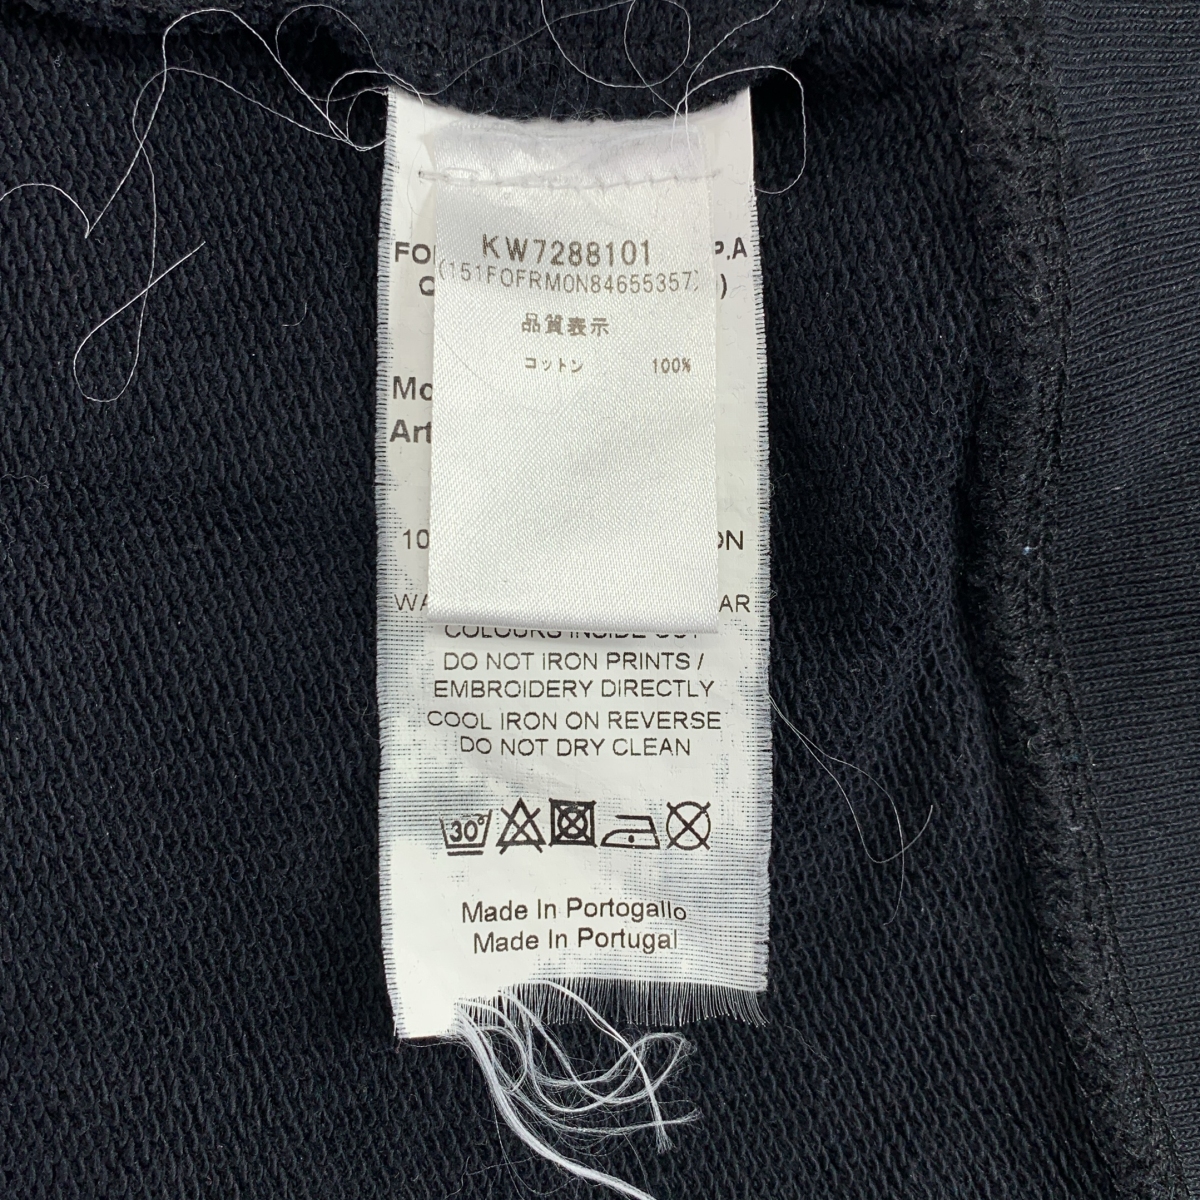 KW7288101
(151FOFRM0N84655357)
品質表示
コットン 100%
COLOURS INSIDE OUT
DO NOT IRON PRINTS /
EMBROIDERY DIRECTLY
COOL IRON ON REVERSE
DO NOT DRY CLEAN
30°
Made In Portogallo
Made In Portugal